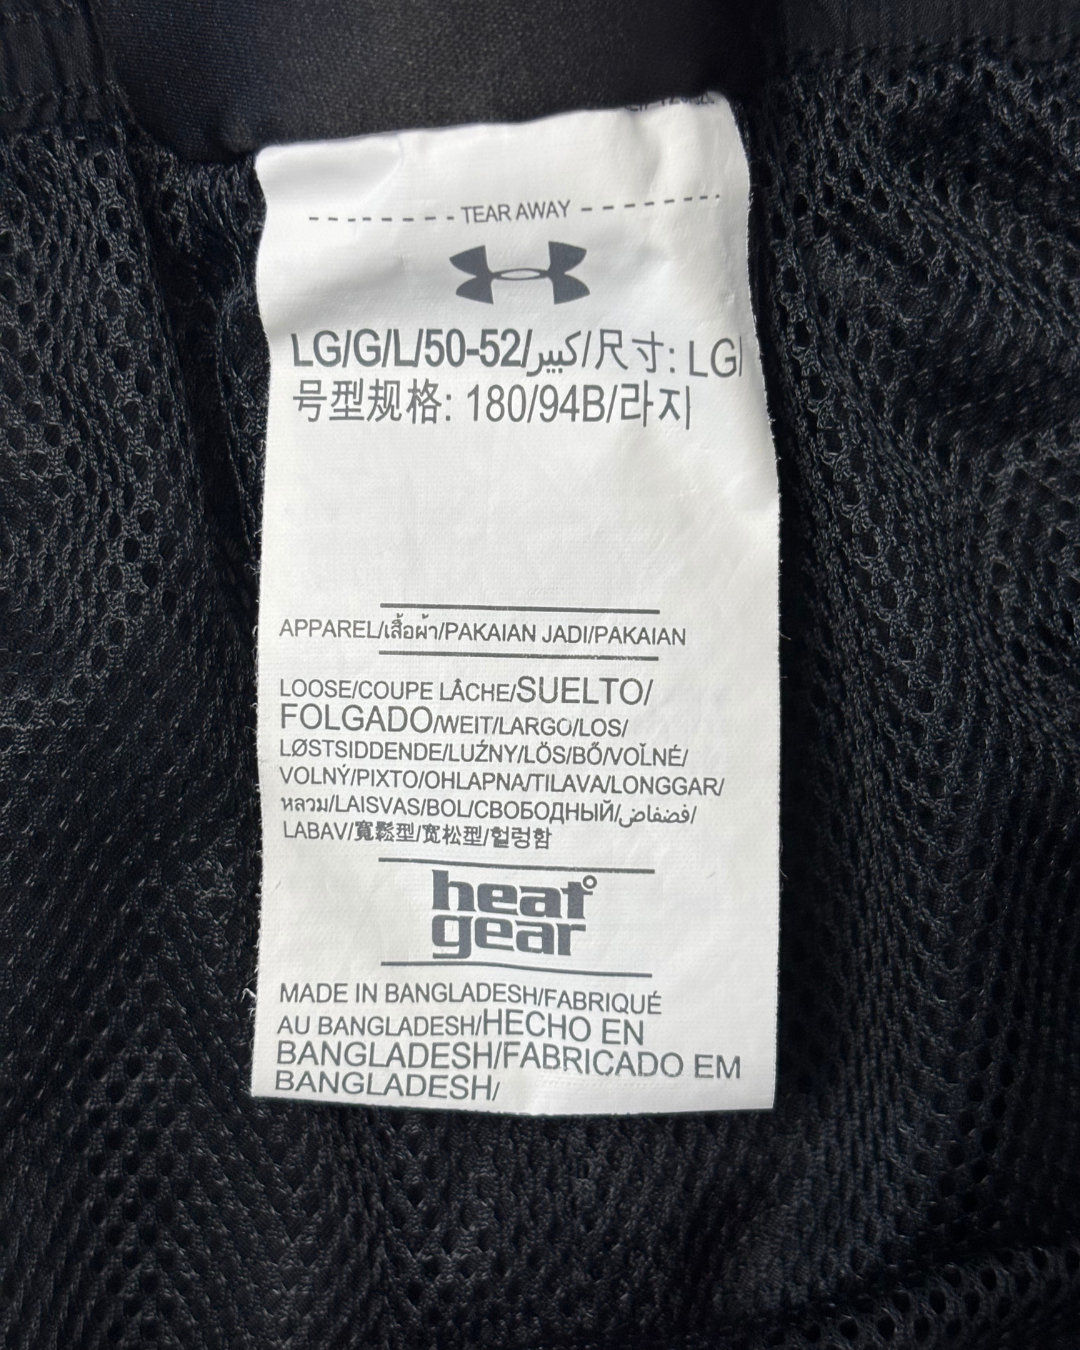 TEAR AWAY
LG/G/L/50-52/كبير/尺寸: LG/
号型规格: 180/94B/라지
APPAREL/เสื้อผ้า/PAKAIAN JADI/PAKAIAN
LOOSE/COUPE LÂCHE/SUELTO/
FOLGADO/WEIT/LARGO/LOS/
LØSTSIDDENDE/LUŹNY/LÖS/BŐ/VOĽNÉ/
VOLNÝ/PIXTO/OHLAPNA/TILAVA/LONGGAR/
หลวม/LAISVAS/BOL/СВОБОДНЫЙ/فضفاض/
LABAV/寬鬆型/宽松型/헐렁함
heat°
gear
MADE IN BANGLADESH/FABRIQUÉ
AU BANGLADESH/HECHO EN
BANGLADESH/FABRICADO EM
BANGLADESH/